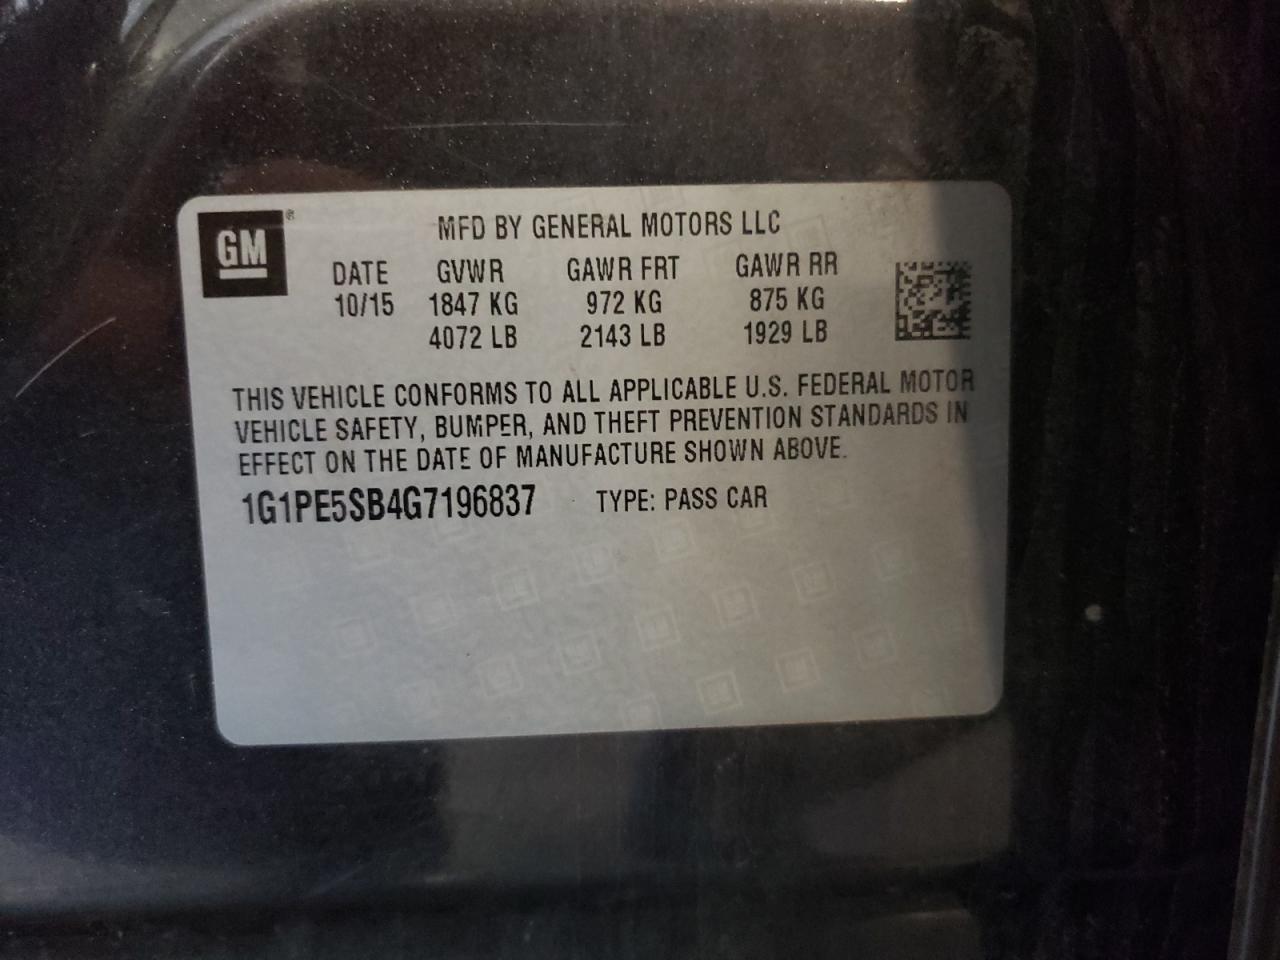 GM®
MFD BY GENERAL MOTORS LLC
DATE GVWR GAWR FRT GAWR RR
10/15 1847 KG 972 KG 875 KG
4072 LB 2143 LB 1929 LB
THIS VEHICLE CONFORMS TO ALL APPLICABLE U.S. FEDERAL MOTOR
VEHICLE SAFETY, BUMPER, AND THEFT PREVENTION STANDARDS IN
EFFECT ON THE DATE OF MANUFACTURE SHOWN ABOVE.
1G1PE5SB4G7196837 TYPE: PASS CAR